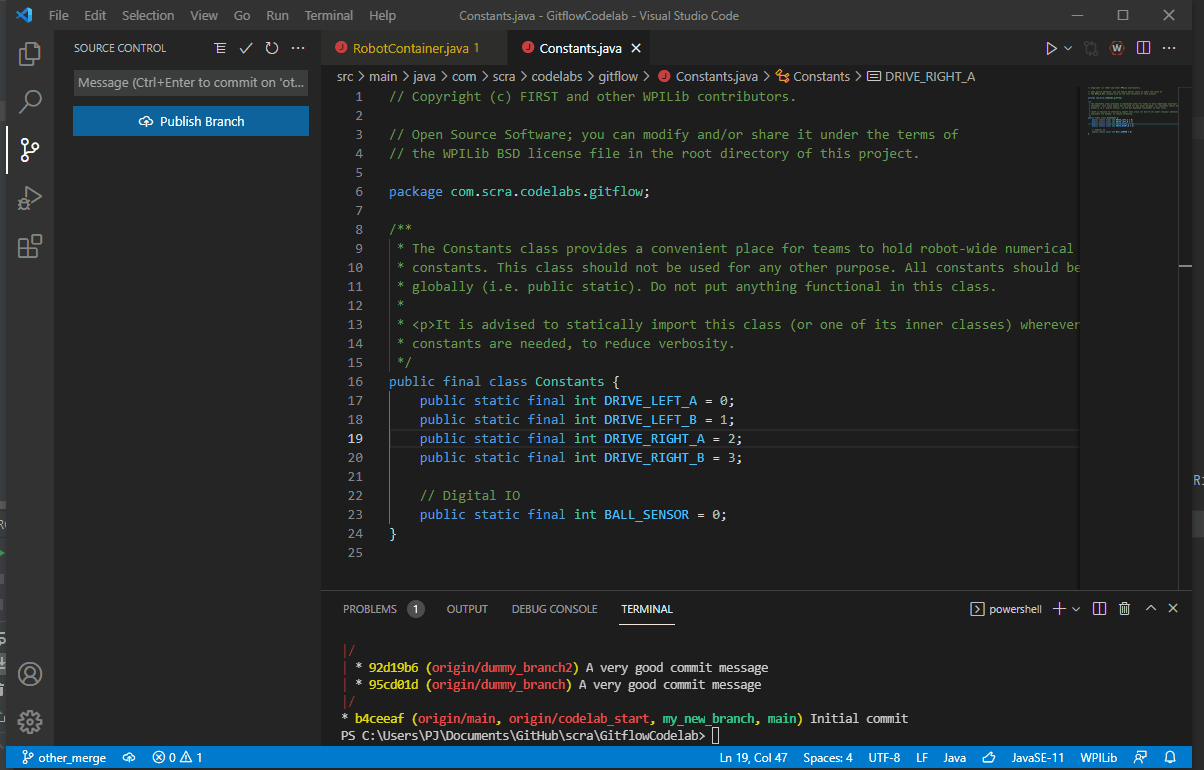 File Edit Selection View Go Run Terminal Help Constants.java - GitflowCodelab - Visual Studio Code
SOURCE CONTROL
Message (Ctrl+Enter to commit on 'ot...
Publish Branch
RobotContainer.java 1 Constants.java
src > main > java > com > scra > codelabs > gitflow > Constants.java > Constants > DRIVE_RIGHT_A
1 // Copyright (c) FIRST and other WPILib contributors.
2
3 // Open Source Software; you can modify and/or share it under the terms of
4 // the WPILib BSD license file in the root directory of this project.
5
6 package com.scra.codelabs.gitflow;
7
8 /**
9 * The Constants class provides a convenient place for teams to hold robot-wide numerical
10 * constants. This class should not be used for any other purpose. All constants should be
11 * globally (i.e. public static). Do not put anything functional in this class.
12 *
13 * <p>It is advised to statically import this class (or one of its inner classes) wherever
14 * constants are needed, to reduce verbosity.
15 */
16 public final class Constants {
17 public static final int DRIVE_LEFT_A = 0;
18 public static final int DRIVE_LEFT_B = 1;
19 public static final int DRIVE_RIGHT_A = 2;
20 public static final int DRIVE_RIGHT_B = 3;
21
22 // Digital IO
23 public static final int BALL_SENSOR = 0;
24 }
25
PROBLEMS 1 OUTPUT DEBUG CONSOLE TERMINAL powershell
|/
| * 92d19b6 (origin/dummy_branch2) A very good commit message
| * 95cd01d (origin/dummy_branch) A very good commit message
|/
* b4ceeaf (origin/main, origin/codelab_start, my_new_branch, main) Initial commit
PS C:\Users\PJ\Documents\GitHub\scra\GitflowCodelab>
other_merge 0 1 Ln 19, Col 47 Spaces: 4 UTF-8 LF Java JavaSE-11 WPILib